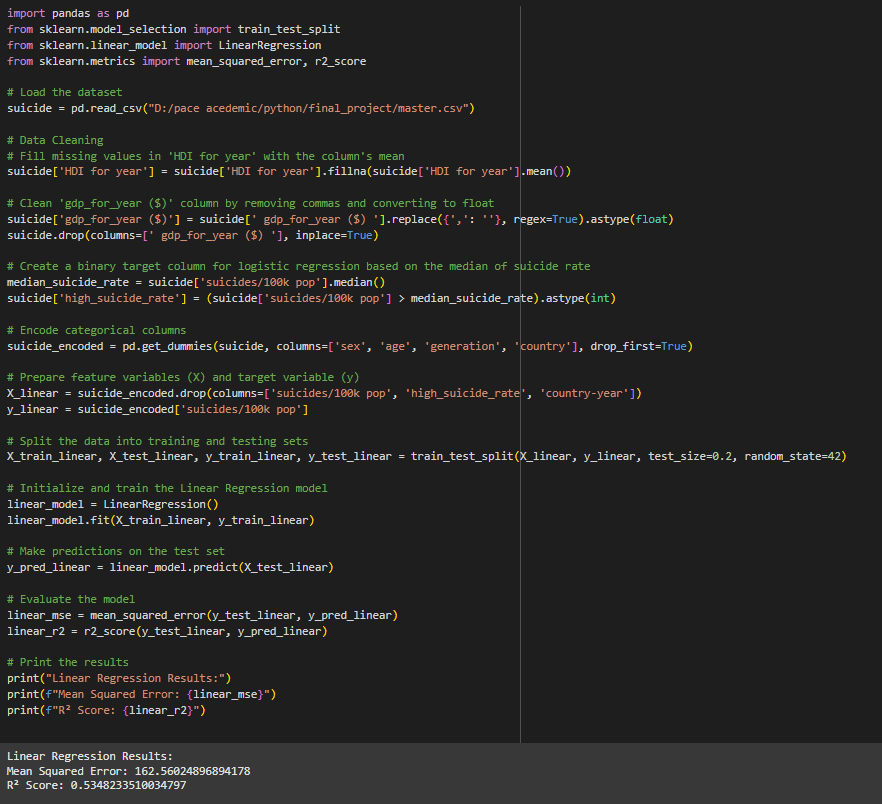 import pandas as pd
from sklearn.model_selection import train_test_split
from sklearn.linear_model import LinearRegression
from sklearn.metrics import mean_squared_error, r2_score
# Load the dataset
suicide = pd.read_csv("D:/pace acedemic/python/final_project/master.csv")
# Data Cleaning
# Fill missing values in 'HDI for year' with the column's mean
suicide['HDI for year'] = suicide['HDI for year'].fillna(suicide['HDI for year'].mean())
# Clean 'gdp_for_year ($)' column by removing commas and converting to float
suicide['gdp_for_year ($)'] = suicide[' gdp_for_year ($) '].replace({',': ''}, regex=True).astype(float)
suicide.drop(columns=[' gdp_for_year ($) '], inplace=True)
# Create a binary target column for logistic regression based on the median of suicide rate
median_suicide_rate = suicide['suicides/100k pop'].median()
suicide['high_suicide_rate'] = (suicide['suicides/100k pop'] > median_suicide_rate).astype(int)
# Encode categorical columns
suicide_encoded = pd.get_dummies(suicide, columns=['sex', 'age', 'generation', 'country'], drop_first=True)
# Prepare feature variables (X) and target variable (y)
X_linear = suicide_encoded.drop(columns=['suicides/100k pop', 'high_suicide_rate', 'country-year'])
y_linear = suicide_encoded['suicides/100k pop']
# Split the data into training and testing sets
X_train_linear, X_test_linear, y_train_linear, y_test_linear = train_test_split(X_linear, y_linear, test_size=0.2, random_state=42)
# Initialize and train the Linear Regression model
linear_model = LinearRegression()
linear_model.fit(X_train_linear, y_train_linear)
# Make predictions on the test set
y_pred_linear = linear_model.predict(X_test_linear)
# Evaluate the model
linear_mse = mean_squared_error(y_test_linear, y_pred_linear)
linear_r2 = r2_score(y_test_linear, y_pred_linear)
# Print the results
print("Linear Regression Results:")
print(f"Mean Squared Error: {linear_mse}")
print(f"R² Score: {linear_r2}")
Linear Regression Results:
Mean Squared Error: 162.56024896894178
R² Score: 0.5348233510034797